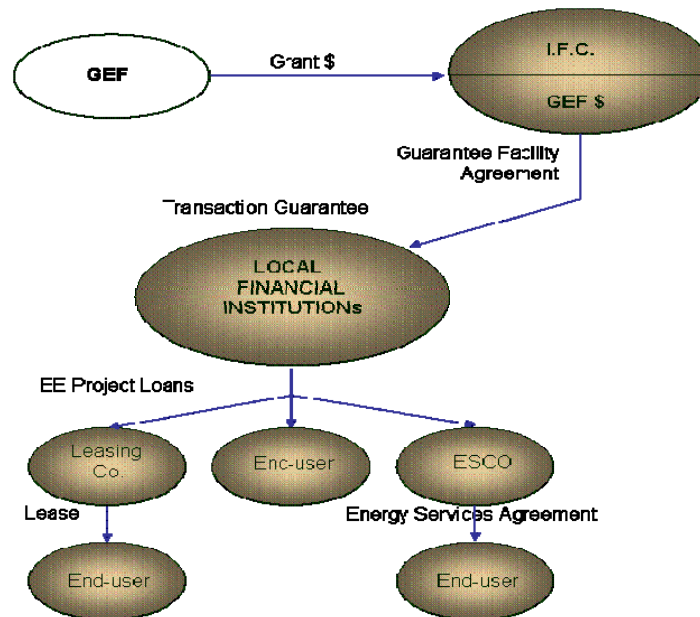 GEF
Grant $
I.F.C.
GEF $
Guarantee Facility
Agreement
Transaction Guarantee
LOCAL
FINANCIAL
INSTITUTIONs
EE Project Loans
Leasing
Co.
Enc-user
ESCO
Lease
Energy Services Agreement
End-user
End-user